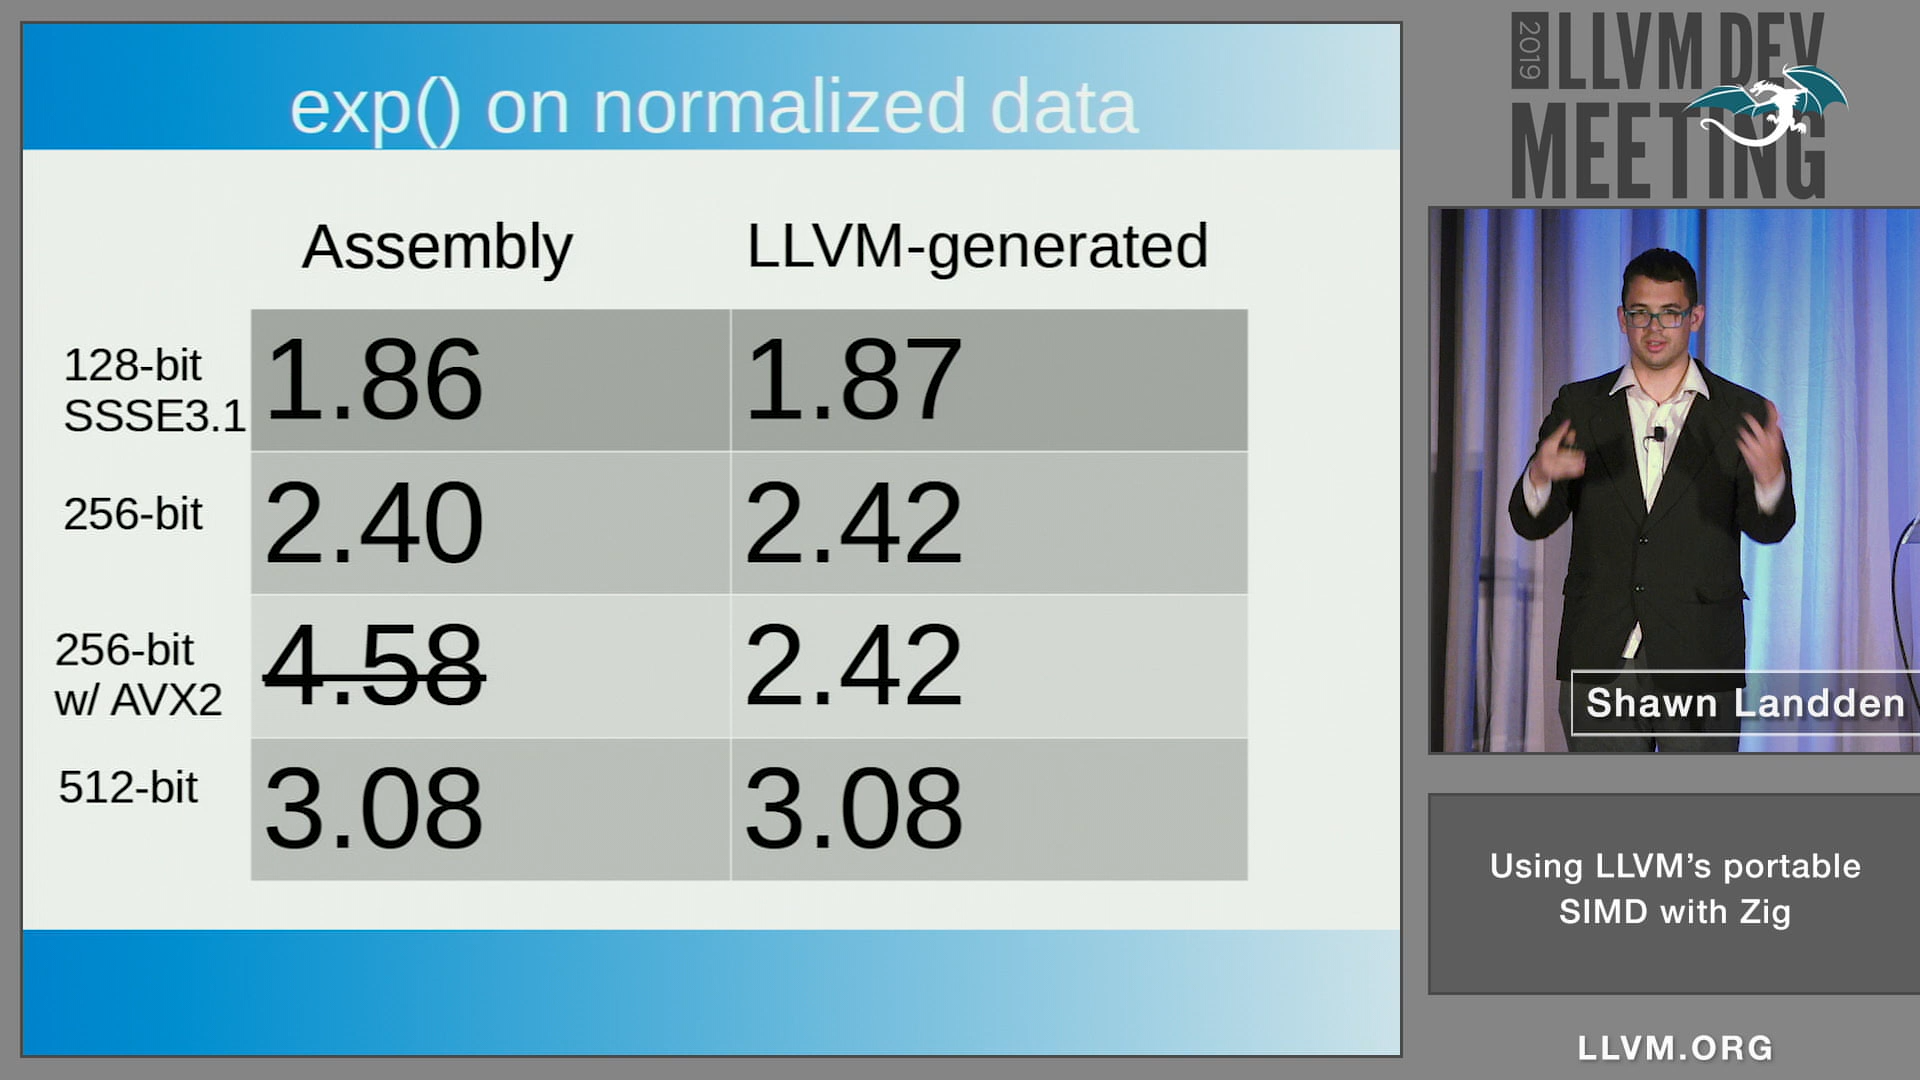 exp() on normalized data
Assembly LLVM-generated
128-bit
SSSE3.1 1.86 1.87
256-bit 2.40 2.42
256-bit
w/ AVX2 4.58 2.42
512-bit 3.08 3.08
2019 LLVM DEV
MEETING
Shawn Landden
Using LLVM’s portable
SIMD with Zig
LLVM.ORG